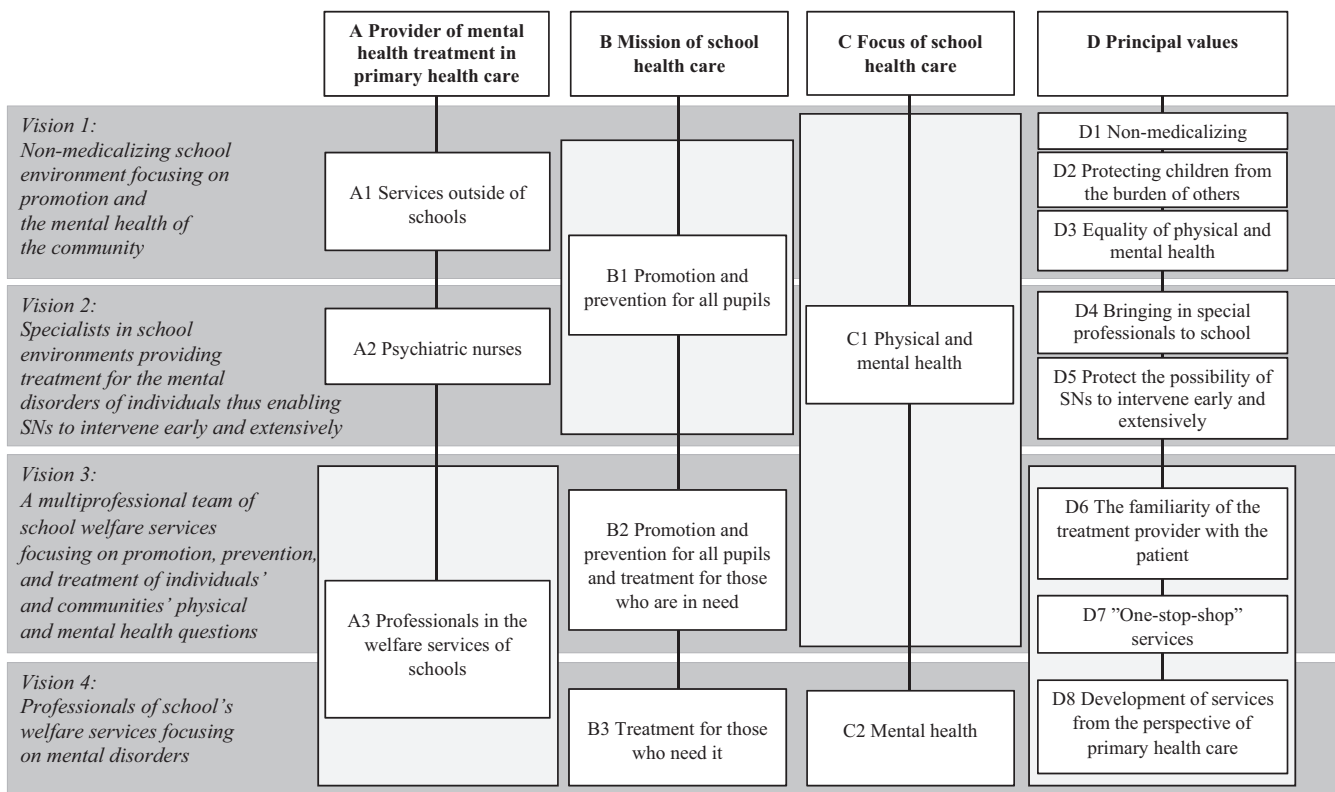 A Provider of mental
health treatment in
primary health care
B Mission of school
health care
C Focus of school
health care
D Principal values
Vision 1:
Non-medicalizing school
environment focusing on
promotion and
the mental health of
the community
A1 Services outside of
schools
B1 Promotion and
prevention for all pupils
C1 Physical and
mental health
D1 Non-medicalizing
D2 Protecting children from
the burden of others
D3 Equality of physical and
mental health
Vision 2:
Specialists in school
environments providing
treatment for the mental
disorders of individuals thus enabling
SNs to intervene early and extensively
A2 Psychiatric nurses
D4 Bringing in special
professionals to school
D5 Protect the possibility of
SNs to intervene early and
extensively
Vision 3:
A multiprofessional team of
school welfare services
focusing on promotion, prevention,
and treatment of individuals’
and communities’ physical
and mental health questions
A3 Professionals in the
welfare services of
schools
B2 Promotion and
prevention for all pupils
and treatment for those
who are in need
D6 The familiarity of the
treatment provider with the
patient
D7 ”One-stop-shop”
services
Vision 4:
Professionals of school’s
welfare services focusing
on mental disorders
B3 Treatment for those
who need it
C2 Mental health
D8 Development of services
from the perspective of
primary health care